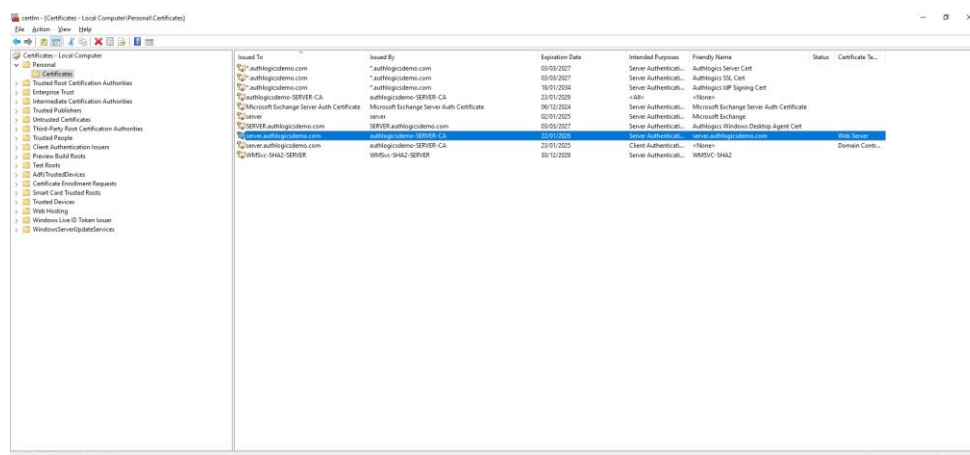 certlm - [Certificates - Local Computer\Personal\Certificates]
File Action View Help
Certificates - Local Computer
Personal
Certificates
Trusted Root Certification Authorities
Enterprise Trust
Intermediate Certification Authorities
Trusted Publishers
Untrusted Certificates
Third-Party Root Certification Authorities
Trusted People
Client Authentication Issuers
Preview Build Roots
Test Roots
AdfsTrustedDevices
Certificate Enrollment Requests
Smart Card Trusted Roots
Trusted Devices
Web Hosting
Windows Live ID Token Issuer
WindowsServerUpdateServices
Issued To Issued By Expiration Date Intended Purposes Friendly Name Status Certificate Te...
*.authlogicsdemo.com *.authlogicsdemo.com 03/03/2027 Server Authenticati... Authlogics Server Cert
*.authlogicsdemo.com *.authlogicsdemo.com 03/03/2027 Server Authenticati... Authlogics SSL Cert
*.authlogicsdemo.com *.authlogicsdemo.com 18/01/2034 Server Authenticati... Authlogics IdP Signing Cert
authlogicsdemo-SERVER-CA authlogicsdemo-SERVER-CA 23/01/2029 <All> <None>
Microsoft Exchange Server Auth Certificate Microsoft Exchange Server Auth Certificate 06/12/2024 Server Authenticati... Microsoft Exchange Server Auth Certificate
server server 02/01/2025 Server Authenticati... Microsoft Exchange
SERVER.authlogicsdemo.com SERVER.authlogicsdemo.com 03/03/2027 Server Authenticati... Authlogics Windows Desktop Agent Cert
server.authlogicsdemo.com authlogicsdemo-SERVER-CA Server Authenticati... server.authlogicsdemo.com Web Server
server.authlogicsdemo.com authlogicsdemo-SERVER-CA 23/01/2025 Client Authenticati... <None> Domain Contr...
WMSvc-SHA2-SERVER WMSvc-SHA2-SERVER 30/12/2029 Server Authenticati... WMSVC-SHA2